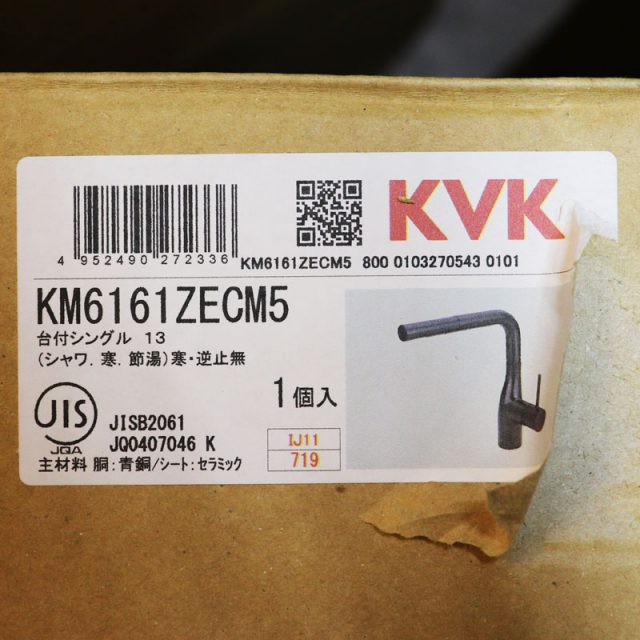 KVK
4 952490 272336
KM6161ZECM5 800 0103270543 0101
KM6161ZECM5
台付シングル 13
(シャワ.寒.節湯)寒・逆止無
1個入
JIS
JQA
JISB2061
JQ0407046 K
IJ11
719
主材料 胴:青銅/シート:セラミック